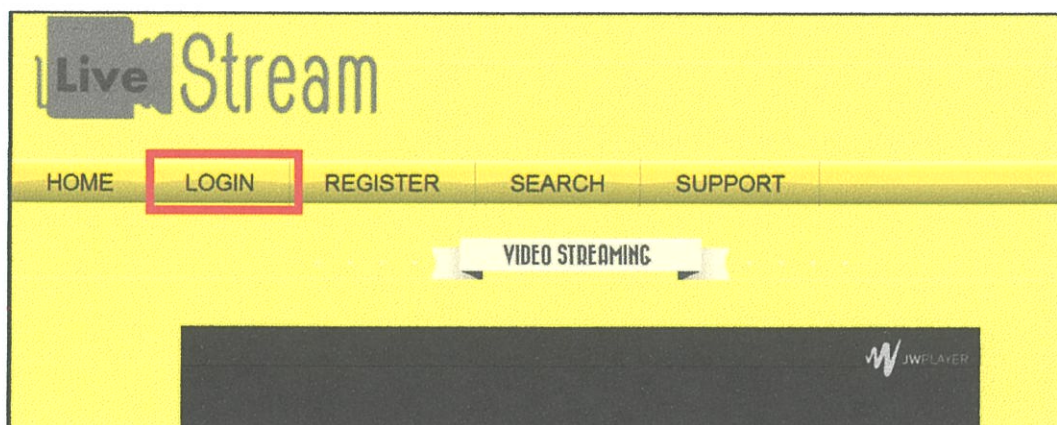 Live Stream
HOME LOGIN REGISTER SEARCH SUPPORT
VIDEO STREAMING
JWPLAYER